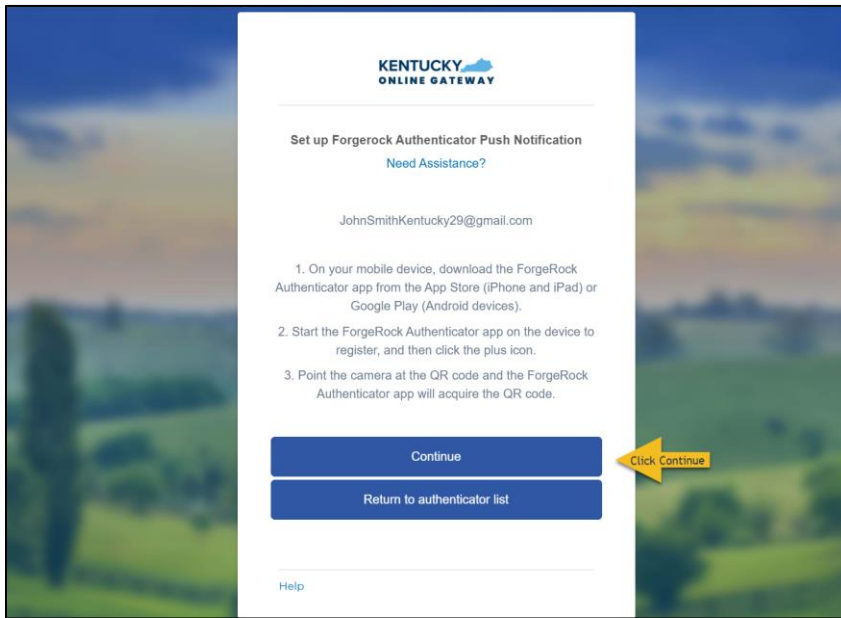 KENTUCKY
ONLINE GATEWAY
Set up Forgerock Authenticator Push Notification
Need Assistance?
JohnSmithKentucky29@gmail.com
1. On your mobile device, download the ForgeRock
Authenticator app from the App Store (iPhone and iPad) or
Google Play (Android devices).
2. Start the ForgeRock Authenticator app on the device to
register, and then click the plus icon.
3. Point the camera at the QR code and the ForgeRock
Authenticator app will acquire the QR code.
Continue
Click Continue
Return to authenticator list
Help